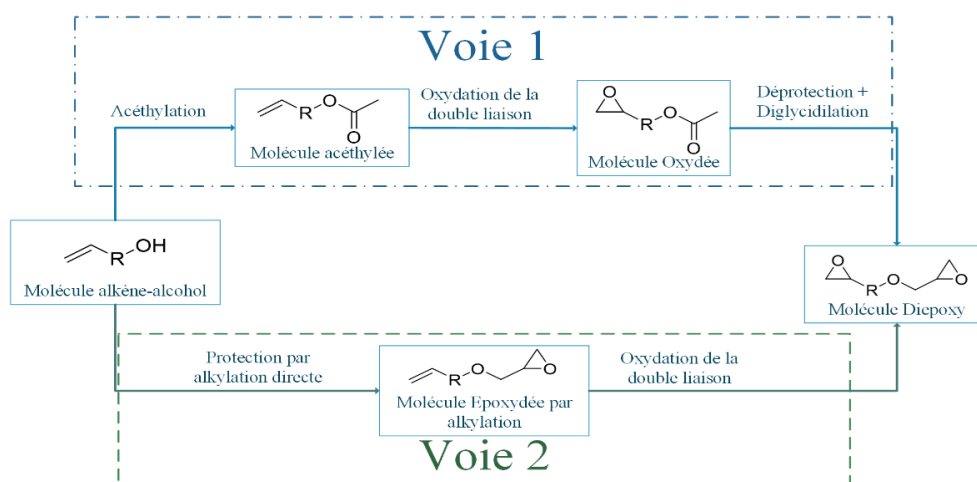 Voie 1
Acéthylation
Oxydation de la
double liaison
Déprotection +
Diglycidilation
R
O
O
Molécule acéthylée
O
R
O
O
Molécule Oxydée
R
OH
Molécule alkène-alcohol
O
R
O
O
Molécule Diepoxy
Protection par
alkylation directe
R
O
O
Molécule Epoxydée par
alkylation
Oxydation de la
double liaison
Voie 2